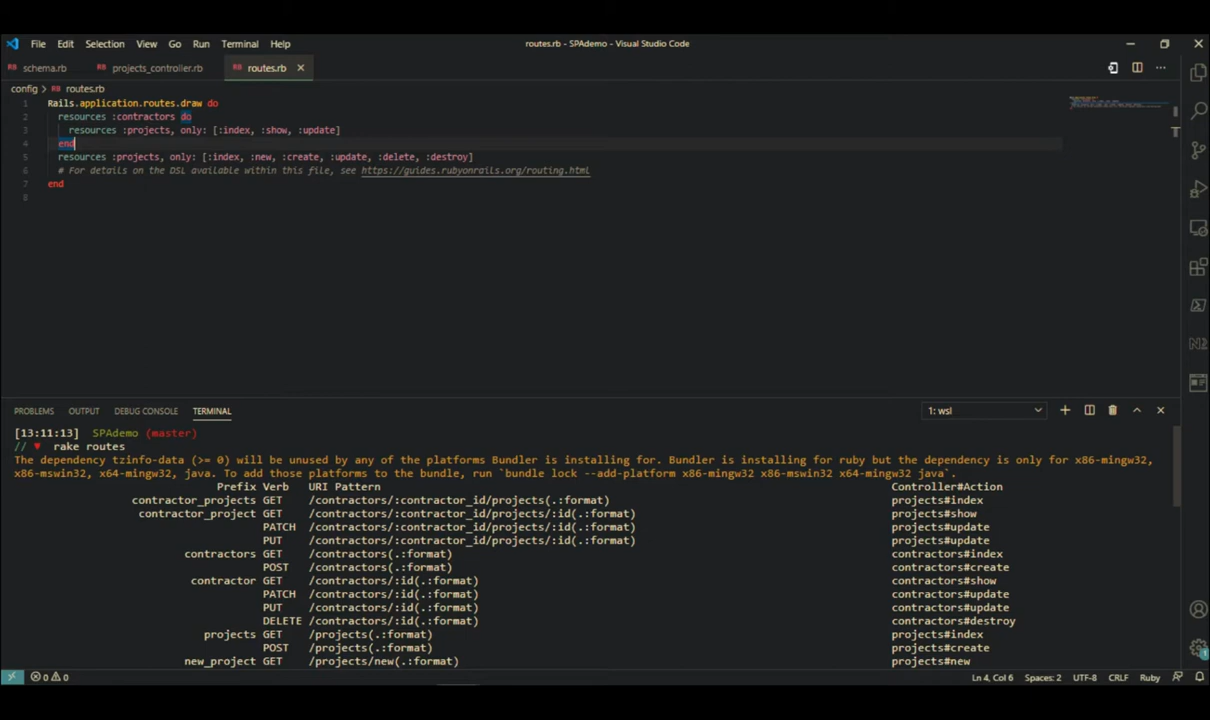 File Edit Selection View Go Run Terminal Help routes.rb - SPAdemo - Visual Studio Code
schema.rb projects_controller.rb routes.rb
config > routes.rb
1 Rails.application.routes.draw do
2 resources :contractors do
3 resources :projects, only: [:index, :show, :update]
4 end
5 resources :projects, only: [:index, :new, :create, :update, :delete, :destroy]
6 # For details on the DSL available within this file, see https://guides.rubyonrails.org/routing.html
7 end
8
PROBLEMS OUTPUT DEBUG CONSOLE TERMINAL 1: wsl
[13:11:13] SPAdemo (master)
// ♥ rake routes
The dependency tzinfo-data (>= 0) will be unused by any of the platforms Bundler is installing for. Bundler is installing for ruby but the dependency is only for x86-mingw32,
x86-mswin32, x64-mingw32, java. To add those platforms to the bundle, run `bundle lock --add-platform x86-mingw32 x86-mswin32 x64-mingw32 java`.
Prefix Verb URI Pattern Controller#Action
contractor_projects GET /contractors/:contractor_id/projects(.:format) projects#index
contractor_project GET /contractors/:contractor_id/projects/:id(.:format) projects#show
PATCH /contractors/:contractor_id/projects/:id(.:format) projects#update
PUT /contractors/:contractor_id/projects/:id(.:format) projects#update
contractors GET /contractors(.:format) contractors#index
POST /contractors(.:format) contractors#create
contractor GET /contractors/:id(.:format) contractors#show
PATCH /contractors/:id(.:format) contractors#update
PUT /contractors/:id(.:format) contractors#update
DELETE /contractors/:id(.:format) contractors#destroy
projects GET /projects(.:format) projects#index
POST /projects(.:format) projects#create
new_project GET /projects/new(.:format) projects#new
0 0 Ln 4, Col 6 Spaces: 2 UTF-8 CRLF Ruby